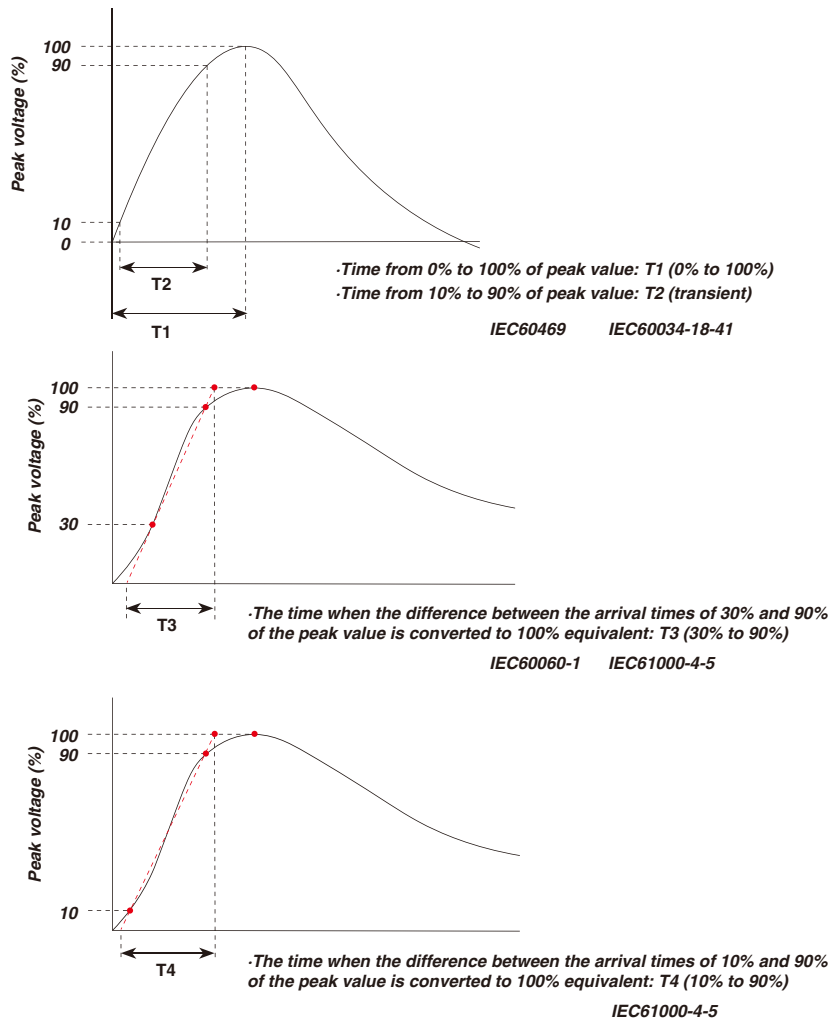 Peak voltage (%)
100
90
10
0
T2
T1
·Time from 0% to 100% of peak value: T1 (0% to 100%)
·Time from 10% to 90% of peak value: T2 (transient)
IEC60469 IEC60034-18-41
Peak voltage (%)
100
90
30
T3
·The time when the difference between the arrival times of 30% and 90%
of the peak value is converted to 100% equivalent: T3 (30% to 90%)
IEC60060-1 IEC61000-4-5
Peak voltage (%)
100
90
10
T4
·The time when the difference between the arrival times of 10% and 90%
of the peak value is converted to 100% equivalent: T4 (10% to 90%)
IEC61000-4-5